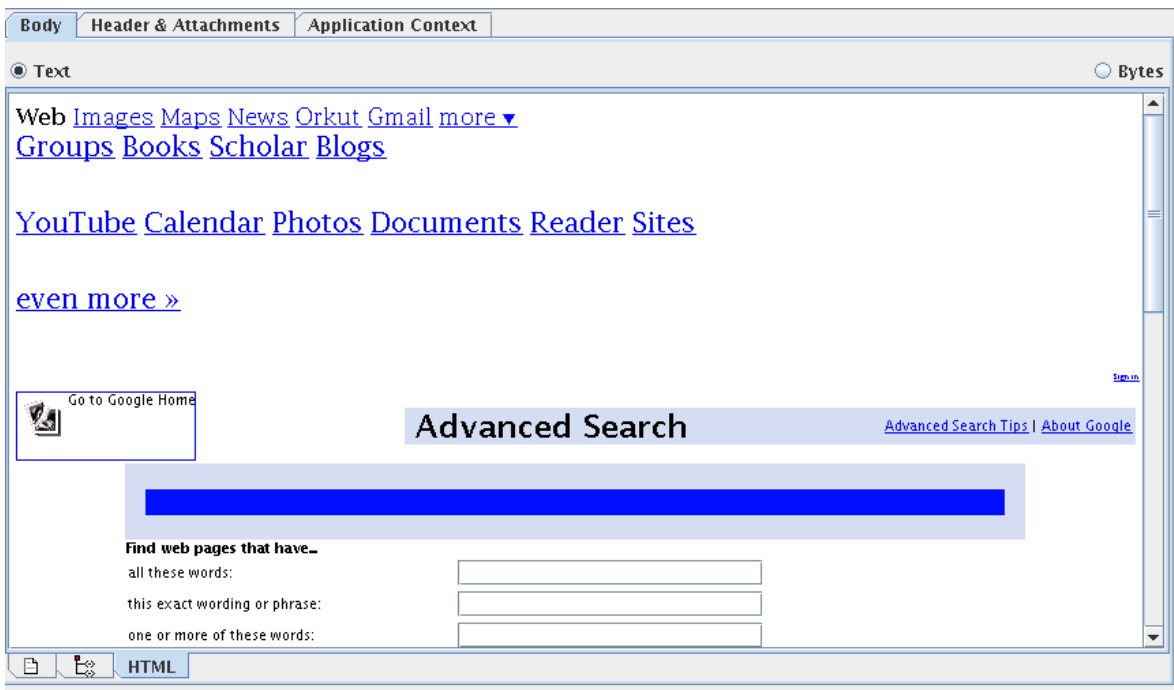 Body Header & Attachments Application Context
Text Bytes
Web Images Maps News Orkut Gmail more ▼
Groups Books Scholar Blogs
YouTube Calendar Photos Documents Reader Sites
even more »
Sign in
Go to Google Home
Advanced Search Advanced Search Tips | About Google
Find web pages that have...
all these words:
this exact wording or phrase:
one or more of these words:
HTML